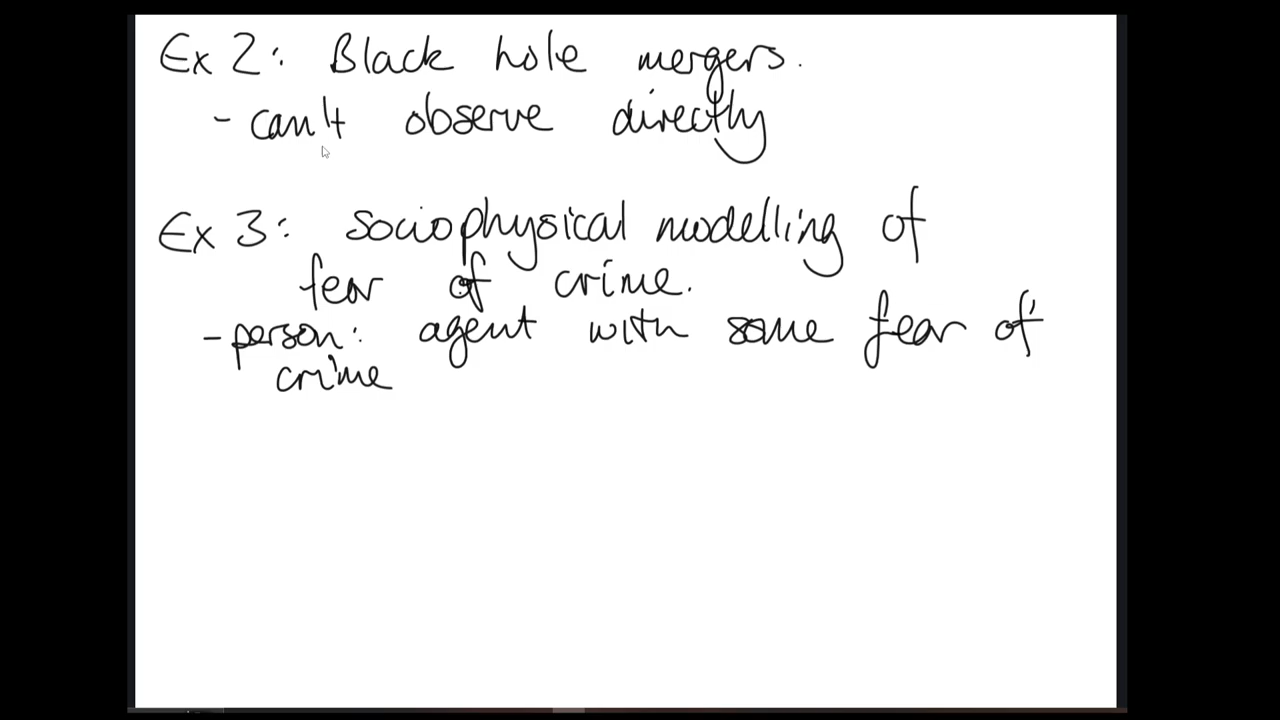 Ex 2: Black hole mergers.
- can't observe directly
Ex 3: sociophysical modelling of
fear of crime.
- person: agent with some fear of
crime